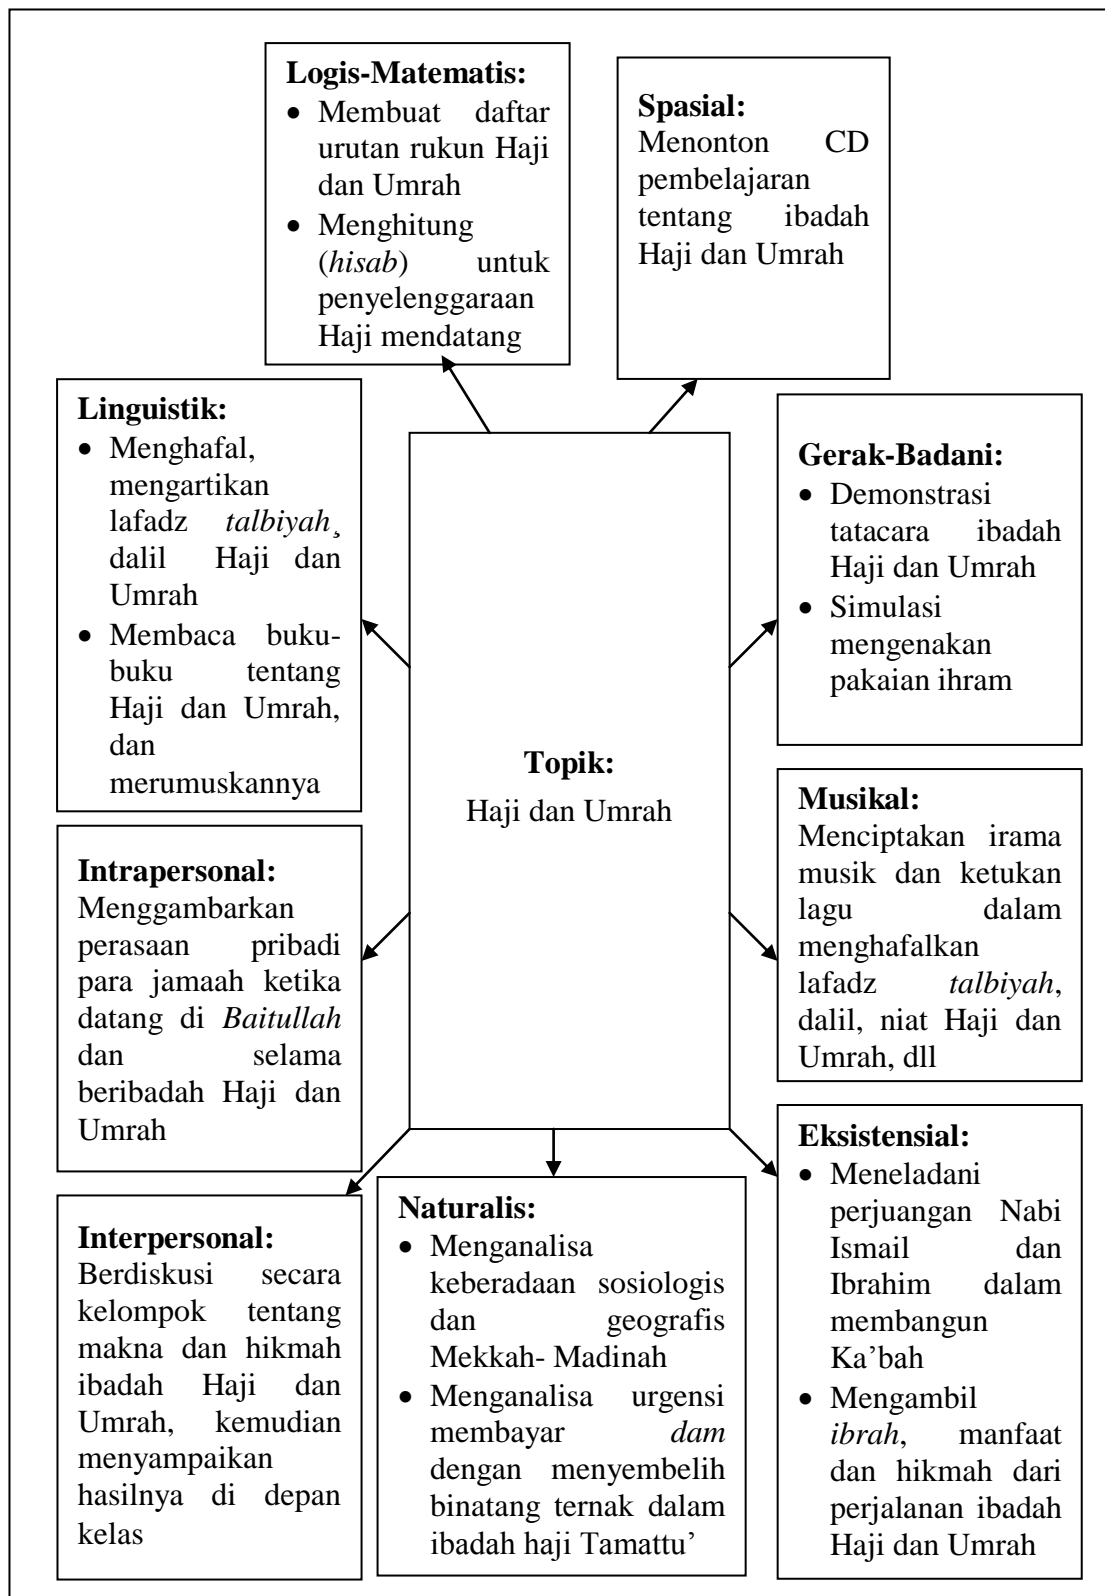 Logis-Matematis:
• Membuat daftar
urutan rukun Haji
dan Umrah
• Menghitung
(hisab) untuk
penyelenggaraan
Haji mendatang
Spasial:
Menonton CD
pembelajaran
tentang ibadah
Haji dan Umrah
Linguistik:
• Menghafal,
mengartikan
lafadz talbiyah¸
dalil Haji dan
Umrah
• Membaca buku-
buku tentang
Haji dan Umrah,
dan
merumuskannya
Gerak-Badani:
• Demonstrasi
tatacara ibadah
Haji dan Umrah
• Simulasi
mengenakan
pakaian ihram
Topik:
Haji dan Umrah
Musikal:
Menciptakan irama
musik dan ketukan
lagu dalam
menghafalkan
lafadz talbiyah,
dalil, niat Haji dan
Umrah, dll
Intrapersonal:
Menggambarkan
perasaan pribadi
para jamaah ketika
datang di Baitullah
dan selama
beribadah Haji dan
Umrah
Interpersonal:
Berdiskusi secara
kelompok tentang
makna dan hikmah
ibadah Haji dan
Umrah, kemudian
menyampaikan
hasilnya di depan
kelas
Naturalis:
• Menganalisa
keberadaan sosiologis
dan geografis
Mekkah- Madinah
• Menganalisa urgensi
membayar dam
dengan menyembelih
binatang ternak dalam
ibadah haji Tamattu’
Eksistensial:
• Meneladani
perjuangan Nabi
Ismail dan
Ibrahim dalam
membangun
Ka’bah
• Mengambil
ibrah, manfaat
dan hikmah dari
perjalanan ibadah
Haji dan Umrah